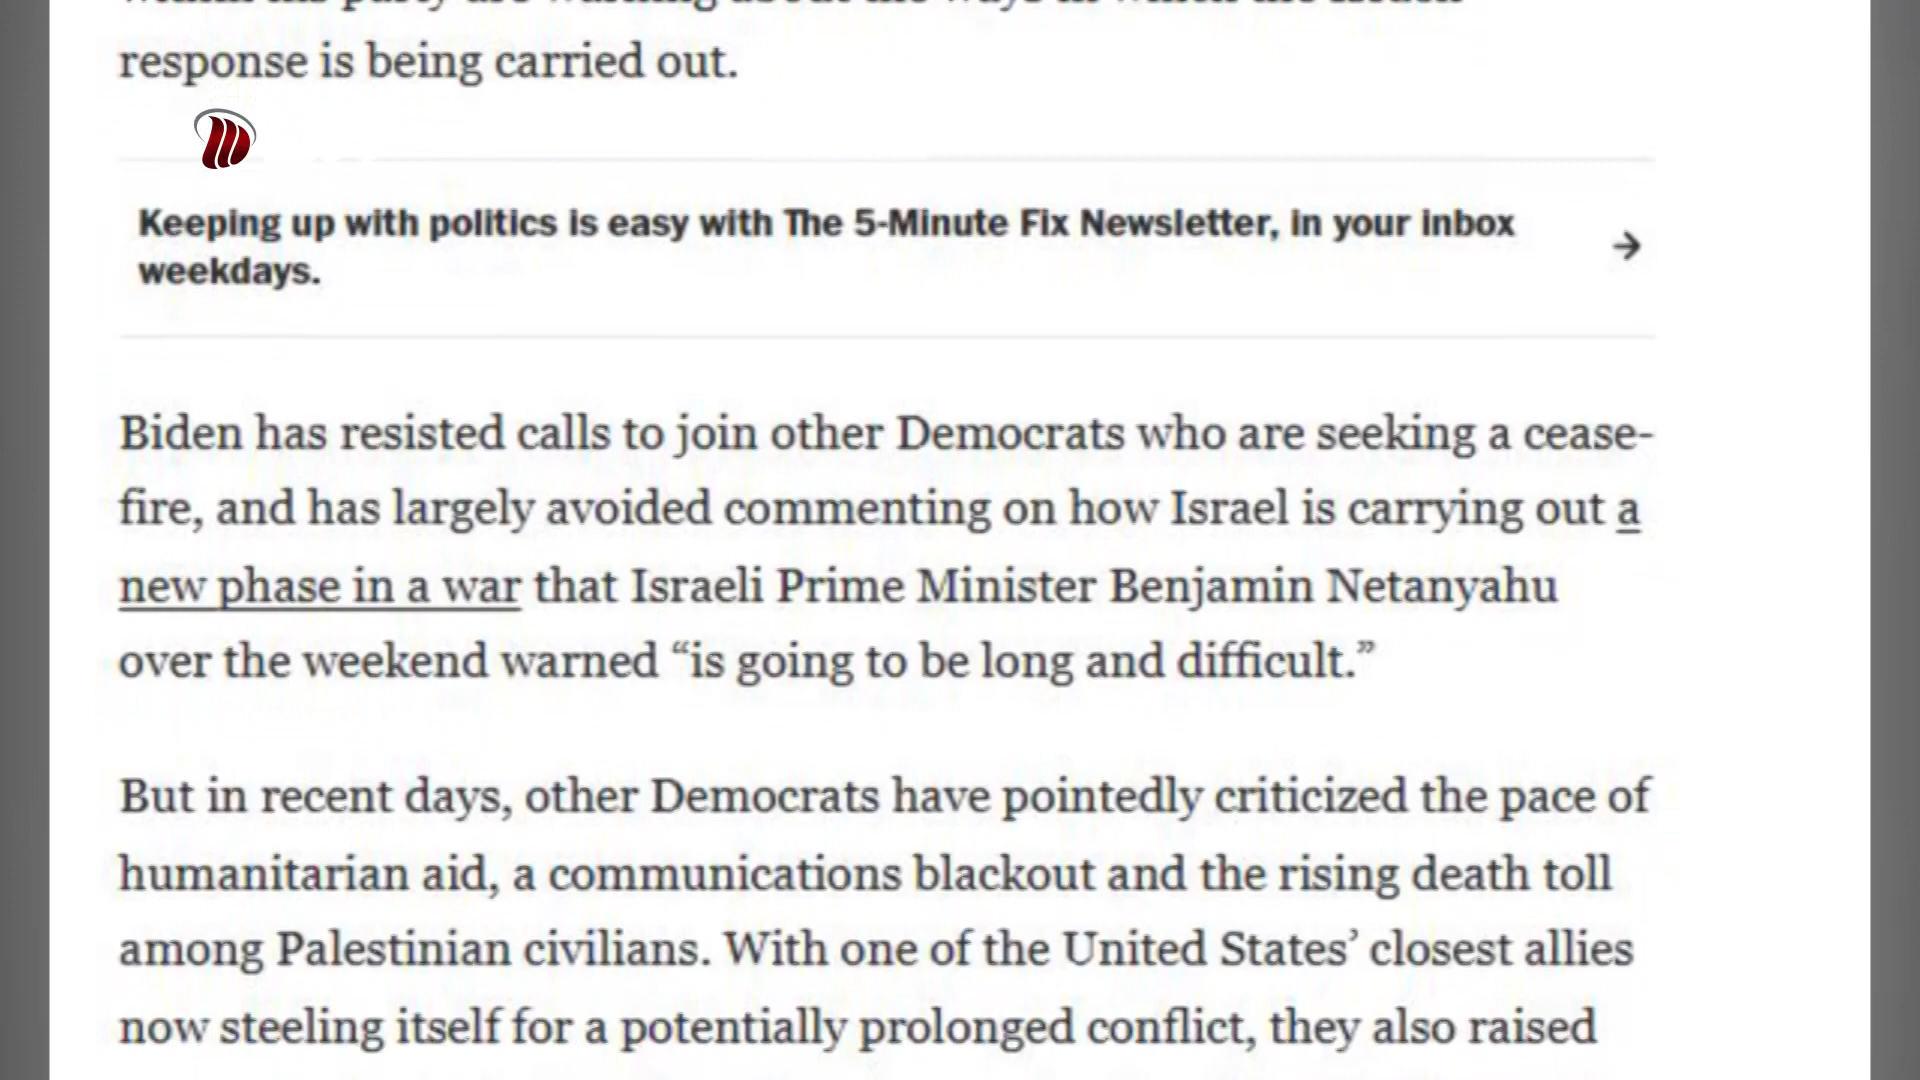 response is being carried out.
Keeping up with politics is easy with The 5-Minute Fix Newsletter, in your inbox
weekdays.
Biden has resisted calls to join other Democrats who are seeking a cease-
fire, and has largely avoided commenting on how Israel is carrying out a
new phase in a war that Israeli Prime Minister Benjamin Netanyahu
over the weekend warned “is going to be long and difficult.”
But in recent days, other Democrats have pointedly criticized the pace of
humanitarian aid, a communications blackout and the rising death toll
among Palestinian civilians. With one of the United States’ closest allies
now steeling itself for a potentially prolonged conflict, they also raised